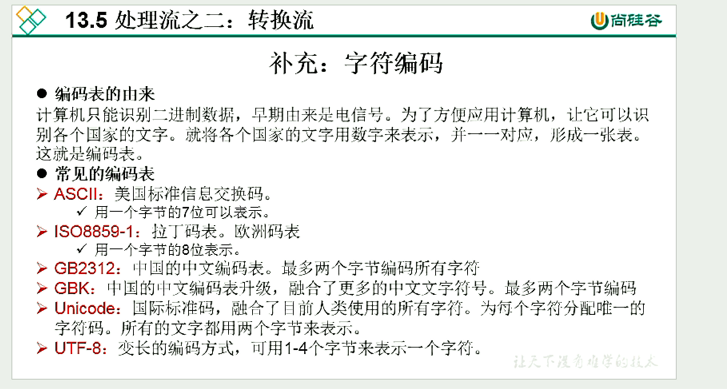 13.5 处理流之二：转换流
尚硅谷
补充：字符编码
● 编码表的由来
计算机只能识别二进制数据，早期由来是电信号。为了方便应用计算机，让它可以识
别各个国家的文字。就将各个国家的文字用数字来表示，并一一对应，形成一张表。
这就是编码表。
● 常见的编码表
➢ ASCII：美国标准信息交换码。
✓ 用一个字节的7位可以表示。
➢ ISO8859-1：拉丁码表。欧洲码表
✓ 用一个字节的8位表示。
➢ GB2312：中国的中文编码表。最多两个字节编码所有字符
➢ GBK：中国的中文编码表升级，融合了更多的中文文字符号。最多两个字节编码
➢ Unicode：国际标准码，融合了目前人类使用的所有字符。为每个字符分配唯一的
字符码。所有的文字都用两个字节来表示。
➢ UTF-8：变长的编码方式，可用1-4个字节来表示一个字符。
让天下没有难学的技术